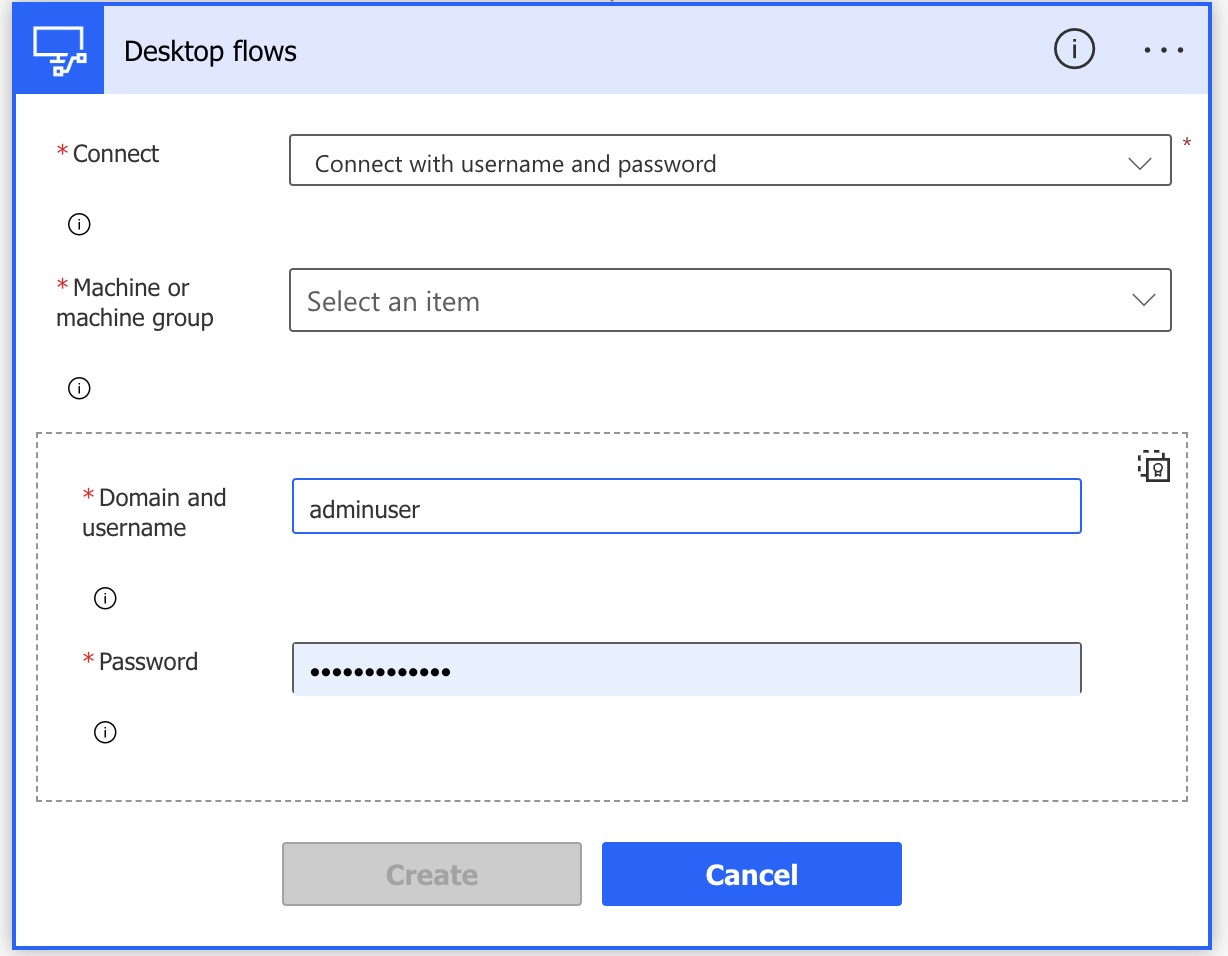 Desktop flows
* Connect
Connect with username and password
*
* Machine or
machine group
Select an item
* Domain and
username
adminuser
* Password
•••••••••••••
Create
Cancel